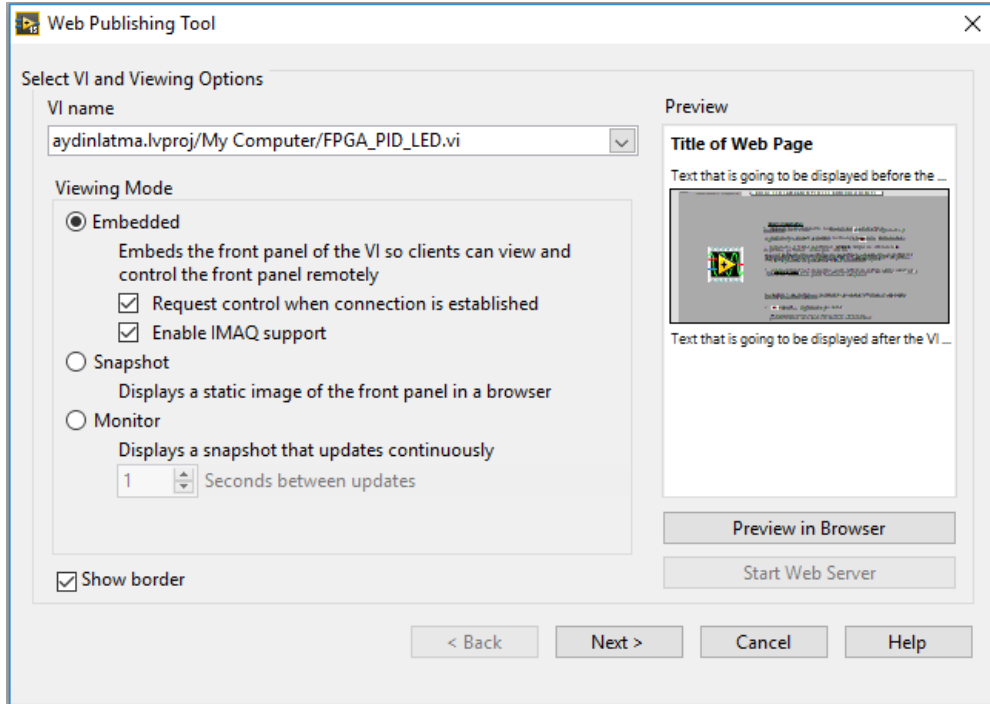 Web Publishing Tool
Select VI and Viewing Options
VI name
aydinlatma.lvproj/My Computer/FPGA_PID_LED.vi
Viewing Mode
Embedded
Embeds the front panel of the VI so clients can view and
control the front panel remotely
Request control when connection is established
Enable IMAQ support
Snapshot
Displays a static image of the front panel in a browser
Monitor
Displays a snapshot that updates continuously
1 Seconds between updates
Show border
Preview
Title of Web Page
Text that is going to be displayed before the ...
Text that is going to be displayed after the VI ...
Preview in Browser
Start Web Server
< Back
Next >
Cancel
Help